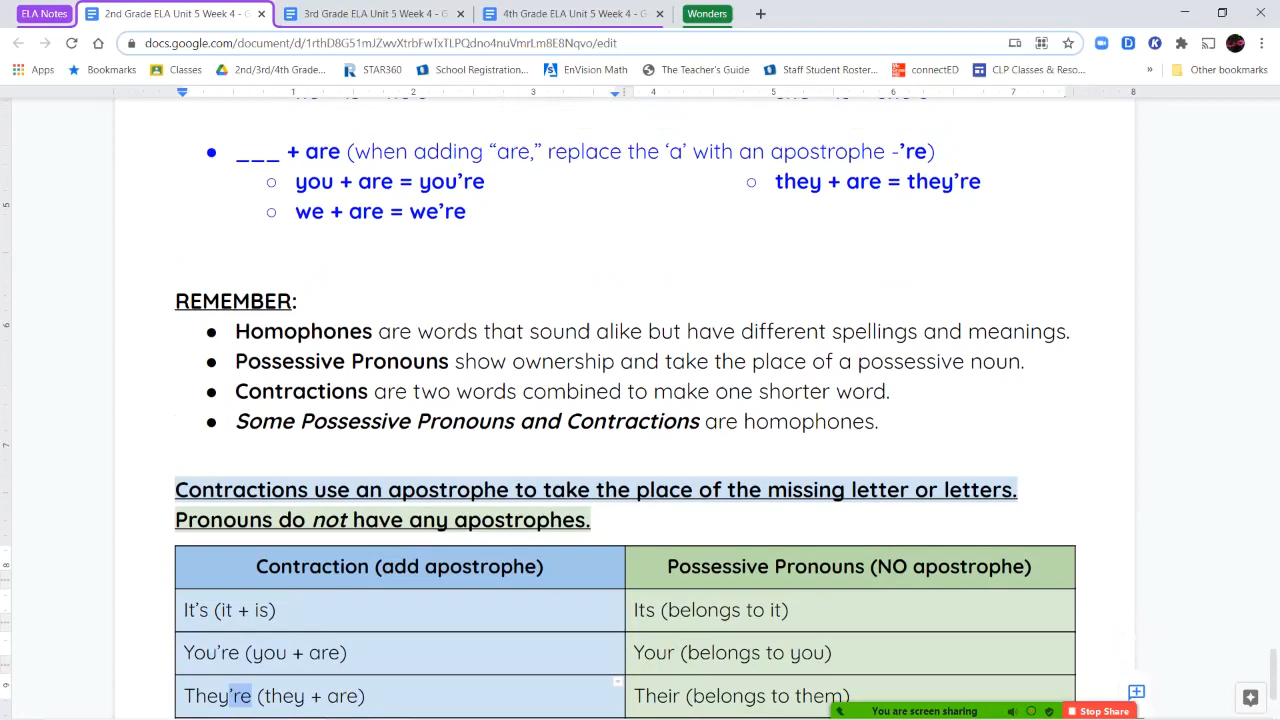 ELA Notes
2nd Grade ELA Unit 5 Week 4 - G
3rd Grade ELA Unit 5 Week 4 - G
4th Grade ELA Unit 5 Week 4 - G
Wonders
docs.google.com/document/d/1rthD8G51mJZwvXtrbFwTxTLPQdno4nuVmrLm8E8Nqvo/edit
Apps
Bookmarks
Classes
2nd/3rd/4th Grade...
STAR360
School Registration...
EnVision Math
The Teacher's Guide
Staff Student Roster...
connectED
CLP Classes & Reso...
»
Other bookmarks
1 2 3 4 5 6 7 8
___ + are (when adding “are,” replace the ‘a’ with an apostrophe -’re)
you + are = you’re
they + are = they’re
we + are = we’re
REMEMBER:
Homophones are words that sound alike but have different spellings and meanings.
Possessive Pronouns show ownership and take the place of a possessive noun.
Contractions are two words combined to make one shorter word.
Some Possessive Pronouns and Contractions are homophones.
Contractions use an apostrophe to take the place of the missing letter or letters.
Pronouns do not have any apostrophes.
Contraction (add apostrophe)
Possessive Pronouns (NO apostrophe)
It’s (it + is)
Its (belongs to it)
You’re (you + are)
Your (belongs to you)
They’re (they + are)
Their (belongs to them)
You are screen sharing
Stop Share